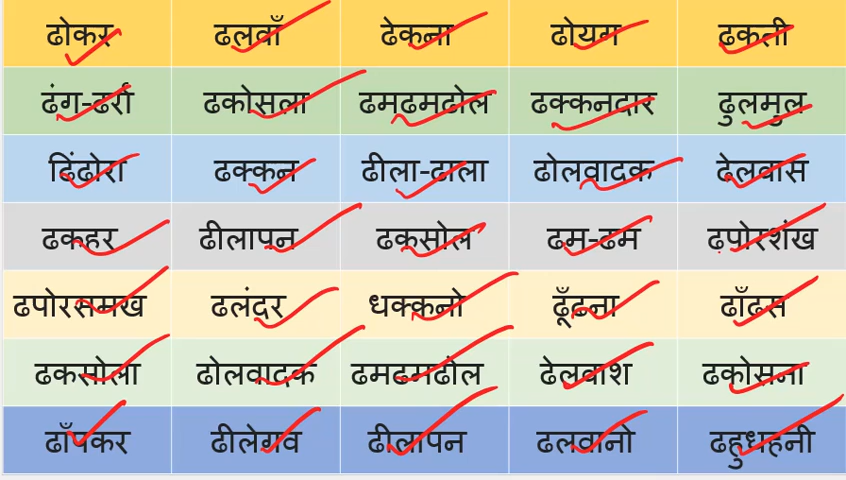 ढोकर ढलवाँ ढेकना ढोयग ढकती
ढंग-ढर्रा ढकोसला ढमढमढोल ढक्कनदार ढुलमुल
ढिंढोरा ढक्कन ढीला-ढाला ढोलवादक ढेलवास
ढकहर ढीलापन ढकसोल ढम-ढम ढ़पोरशंख
ढपोरसमख ढलंदर धक्कनो ढूँढना ढाँढस
ढकसोला ढोलवादक ढमढमढोल ढेलवाश ढकोसना
ढाँपकर ढीलेगव ढीलापन ढलवानो ढहुधहनी